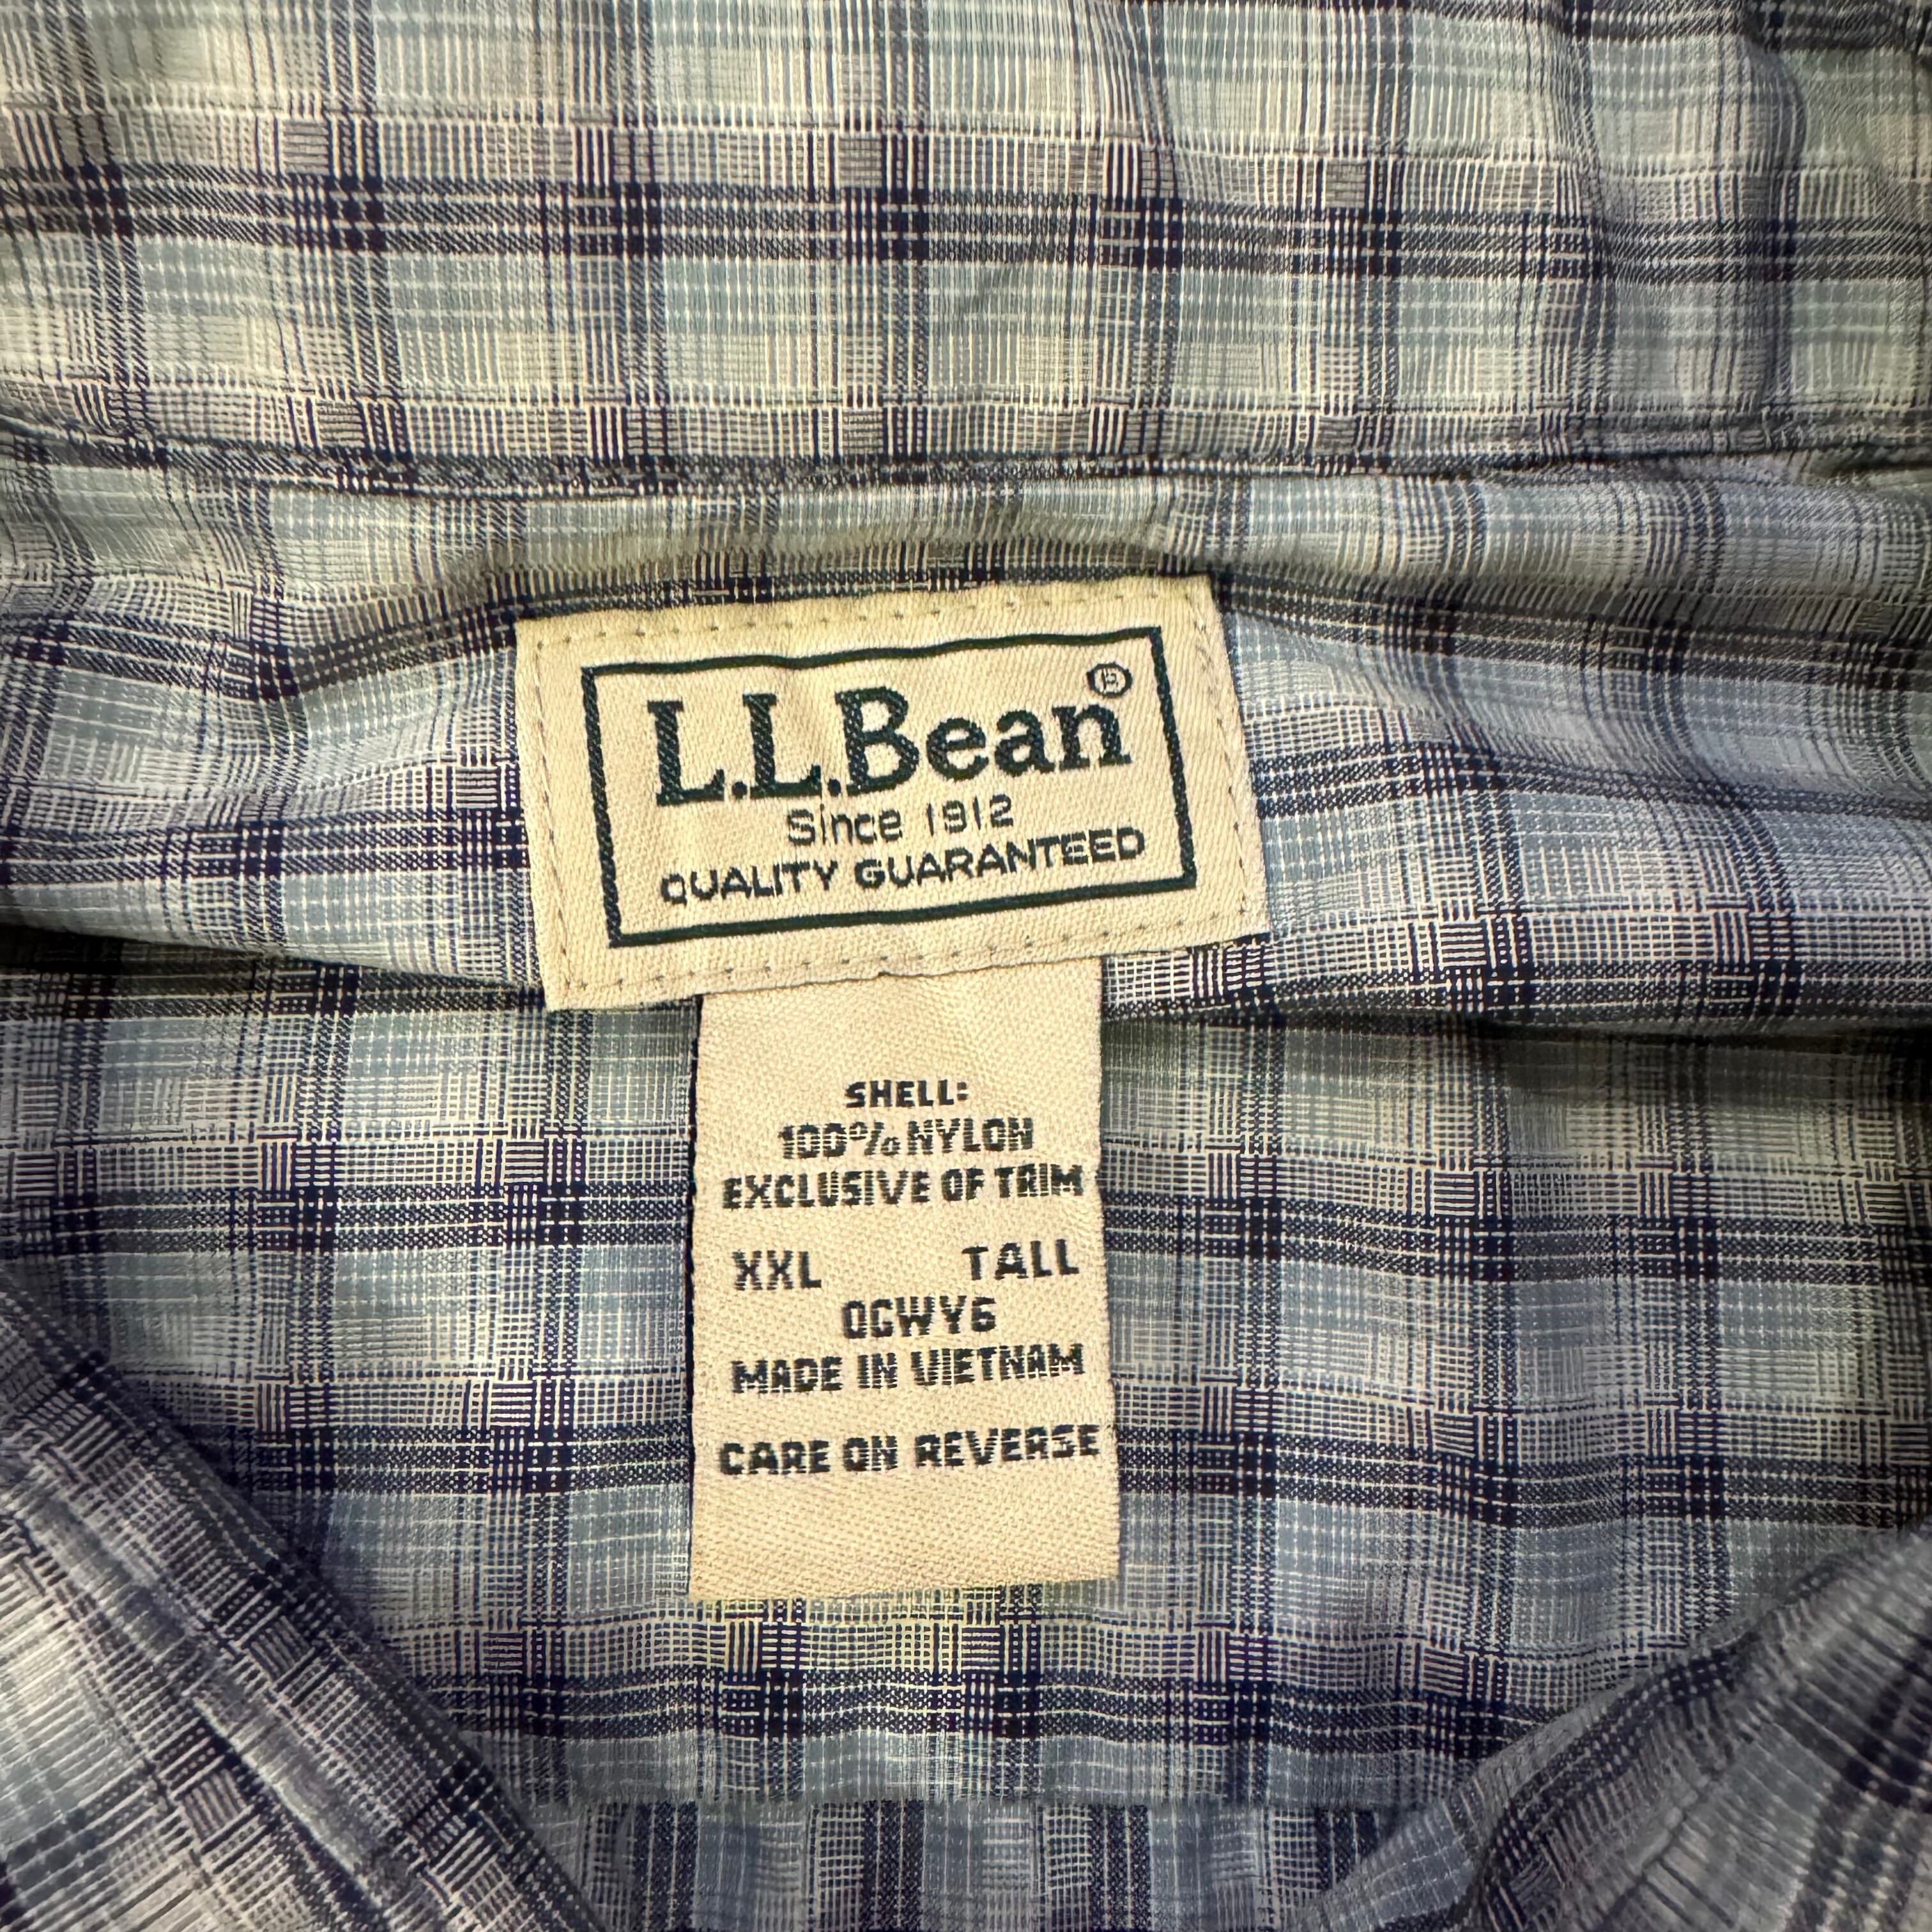 L.L.Bean®
Since 1912
QUALITY GUARANTEED
SHELL:
100% NYLON
EXCLUSIVE OF TRIM
XXL TALL
0CWY6
MADE IN VIETNAM
CARE ON REVERSE